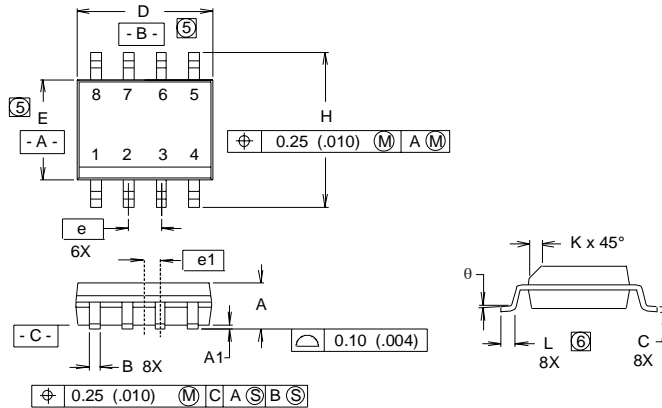 D
- B - 5
8 7 6 5
5
E
- A -
H
⌖ 0.25 (.010) Ⓜ A Ⓜ
1 2 3 4
e
6X
e1
K x 45°
θ
A
- C -
A1
⌓ 0.10 (.004)
L 6
8X
C
8X
B 8X
⌖ 0.25 (.010) Ⓜ C A Ⓢ B Ⓢ